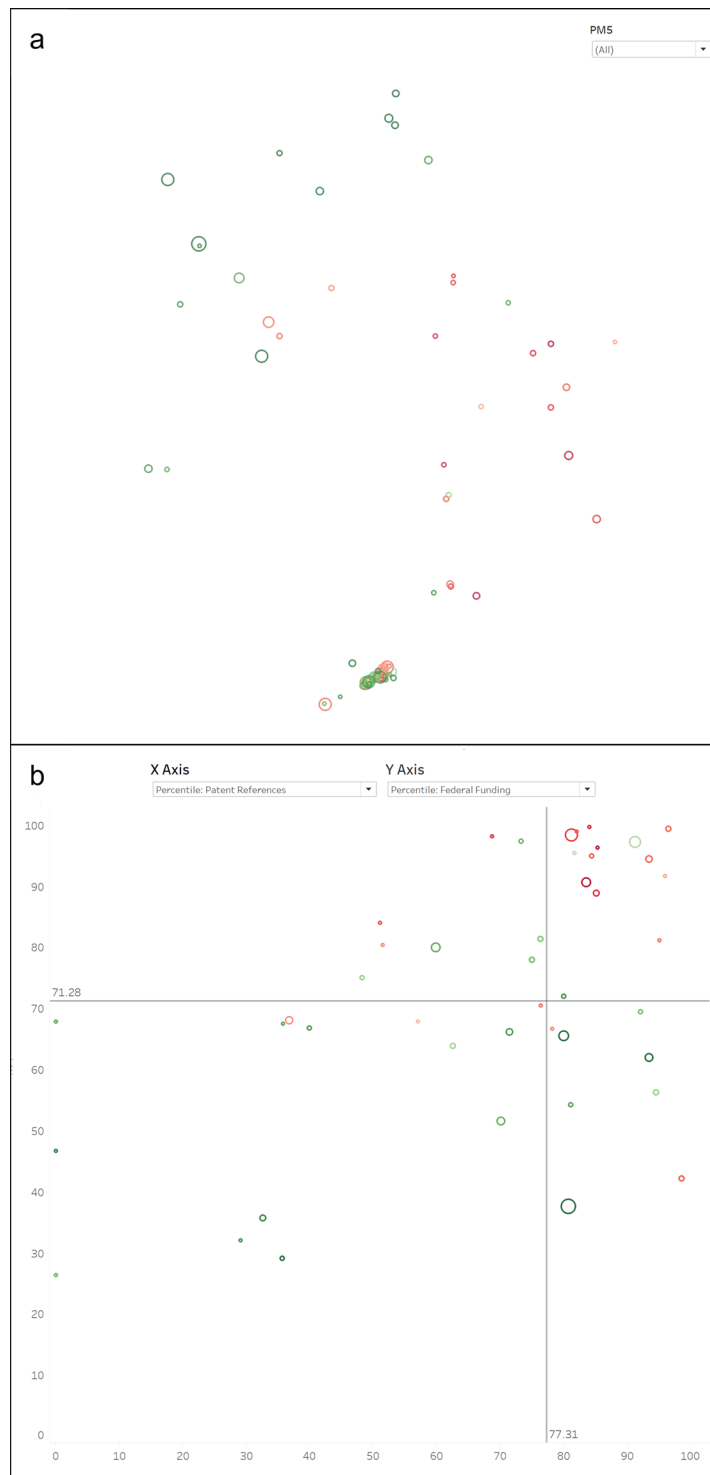 a
PM5
(All)
b
X Axis
Y Axis
Percentile: Patent References
Percentile: Federal Funding
100
90
80
71.28
70
60
50
40
30
20
10
0
77.31
0 10 20 30 40 50 60 70 80 90 100